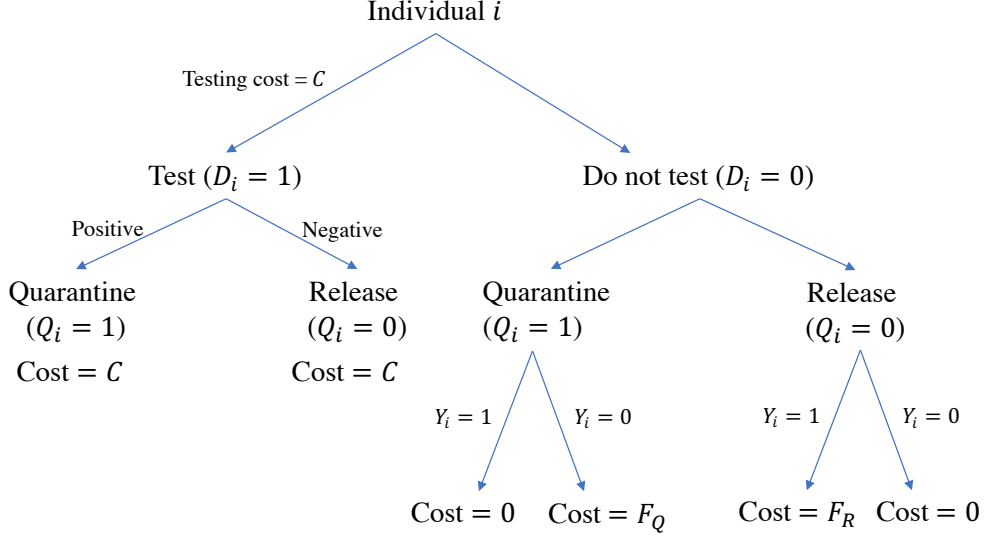 Individual i
Testing cost = C
Test (D_i = 1)
Do not test (D_i = 0)
Positive
Negative
Quarantine
(Q_i = 1)
Cost = C
Release
(Q_i = 0)
Cost = C
Quarantine
(Q_i = 1)
Release
(Q_i = 0)
Y_i = 1
Y_i = 0
Y_i = 1
Y_i = 0
Cost = 0
Cost = F_Q
Cost = F_R
Cost = 0